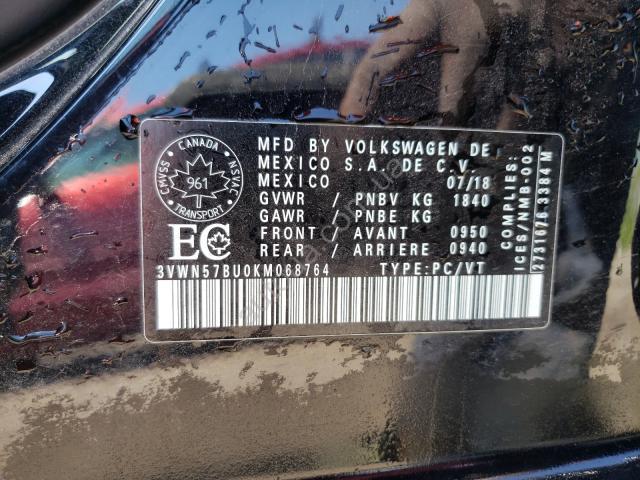 CMVSS CANADA NSVAC
961
TRANSPORT
EC
MFD BY VOLKSWAGEN DE
MEXICO S.A. DE C.V.
MEXICO 07/18
GVWR / PNBV KG 1840
GAWR / PNBE KG
FRONT / AVANT 0950
REAR / ARRIERE 0940
3VWN57BU0KM068764 TYPE:PC/VT
COMPLIES:
ICES/NMB-002
2731076 3384 M